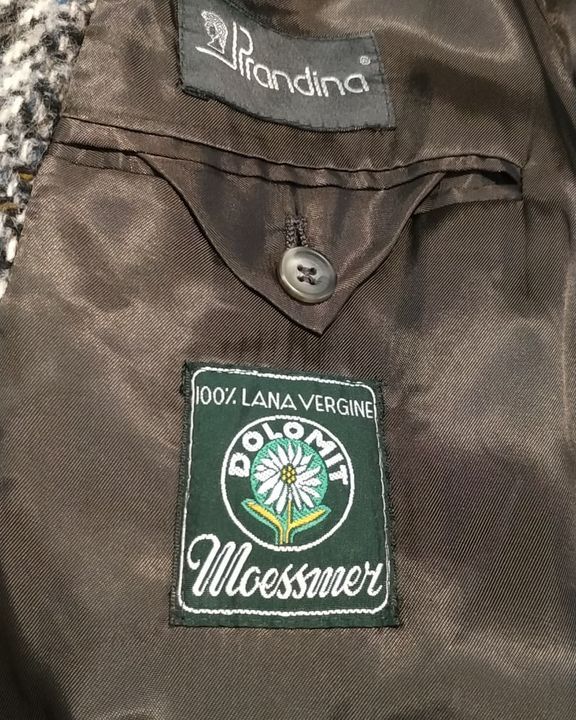 Prandina®
100% LANA VERGINE
DOLOMIT
Moessmer